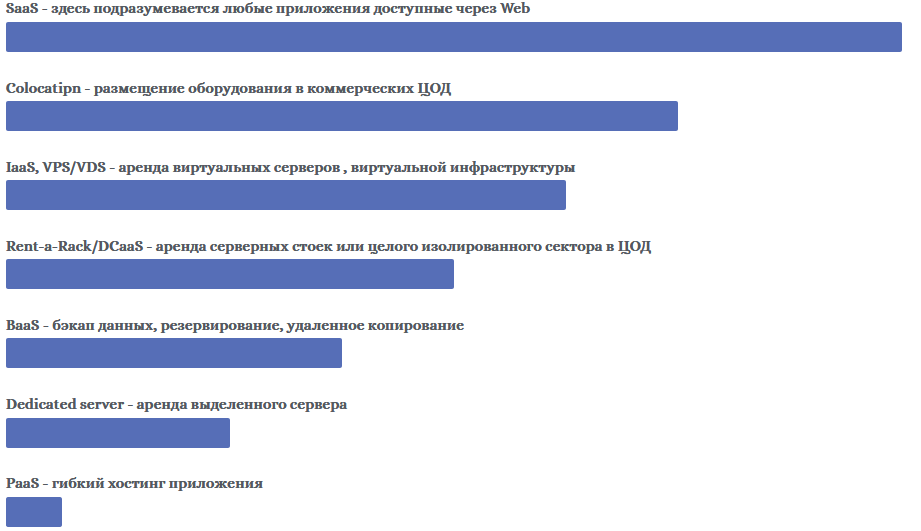 SaaS - здесь подразумевается любые приложения доступные через Web
Colocatipn - размещение оборудования в коммерческих ЦОД
IaaS, VPS/VDS - аренда виртуальных серверов , виртуальной инфраструктуры
Rent-a-Rack/DCaaS - аренда серверных стоек или целого изолированного сектора в ЦОД
BaaS - бэкап данных, резервирование, удаленное копирование
Dedicated server - аренда выделенного сервера
PaaS - гибкий хостинг приложения